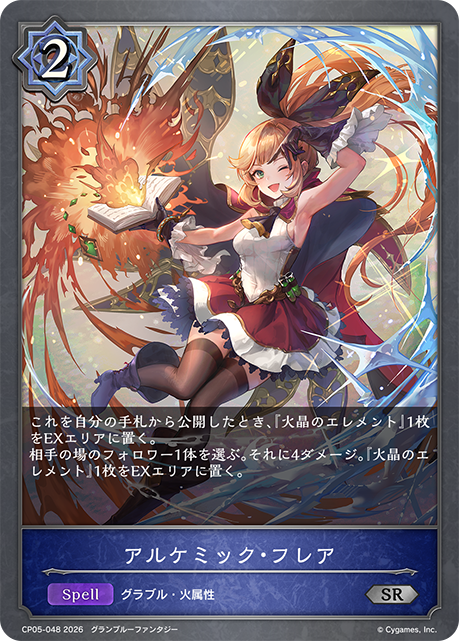 2
これを自分の手札から公開したとき、『火晶のエレメント』1枚
をEXエリアに置く。
相手の場のフォロワー1体を選ぶ。それに4ダメージ。『火晶のエ
レメント』1枚をEXエリアに置く。
アルケミック・フレア
Spell グラブル・火属性 SR
CP05-048 2026 グランブルーファンタジー © Cygames, Inc.